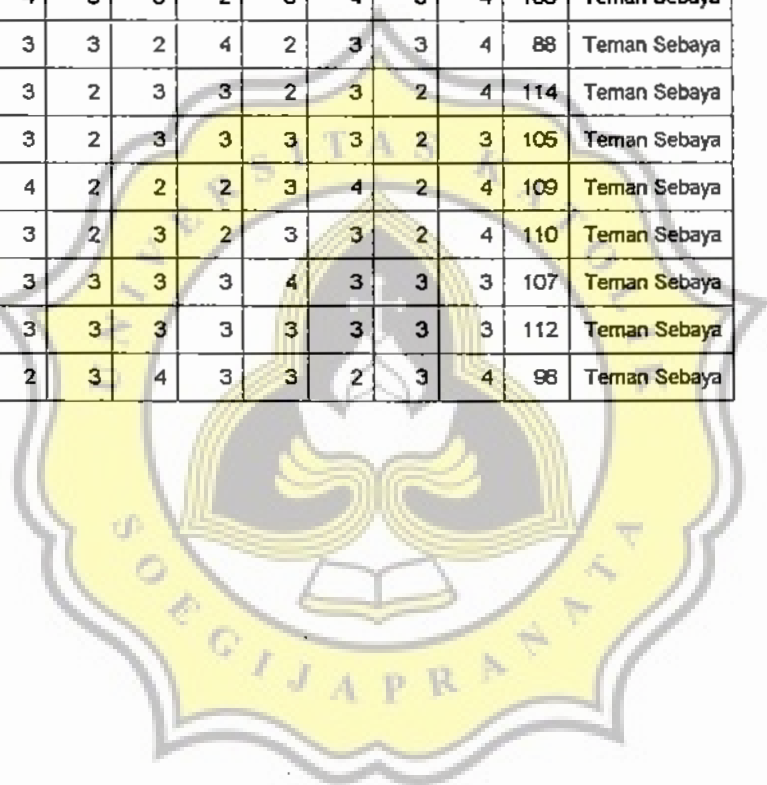 3 3 2 4 2 3 3 4 88 Teman Sebaya
3 2 3 3 2 3 2 4 114 Teman Sebaya
3 2 3 3 3 3 2 3 105 Teman Sebaya
4 2 2 2 3 4 2 4 109 Teman Sebaya
3 2 3 2 3 3 2 4 110 Teman Sebaya
3 3 3 3 4 3 3 3 107 Teman Sebaya
3 3 3 3 3 3 3 3 112 Teman Sebaya
2 3 4 3 3 2 3 4 98 Teman Sebaya
UNIVERSITAS KATOLIK
SOEGIJAPRANATA